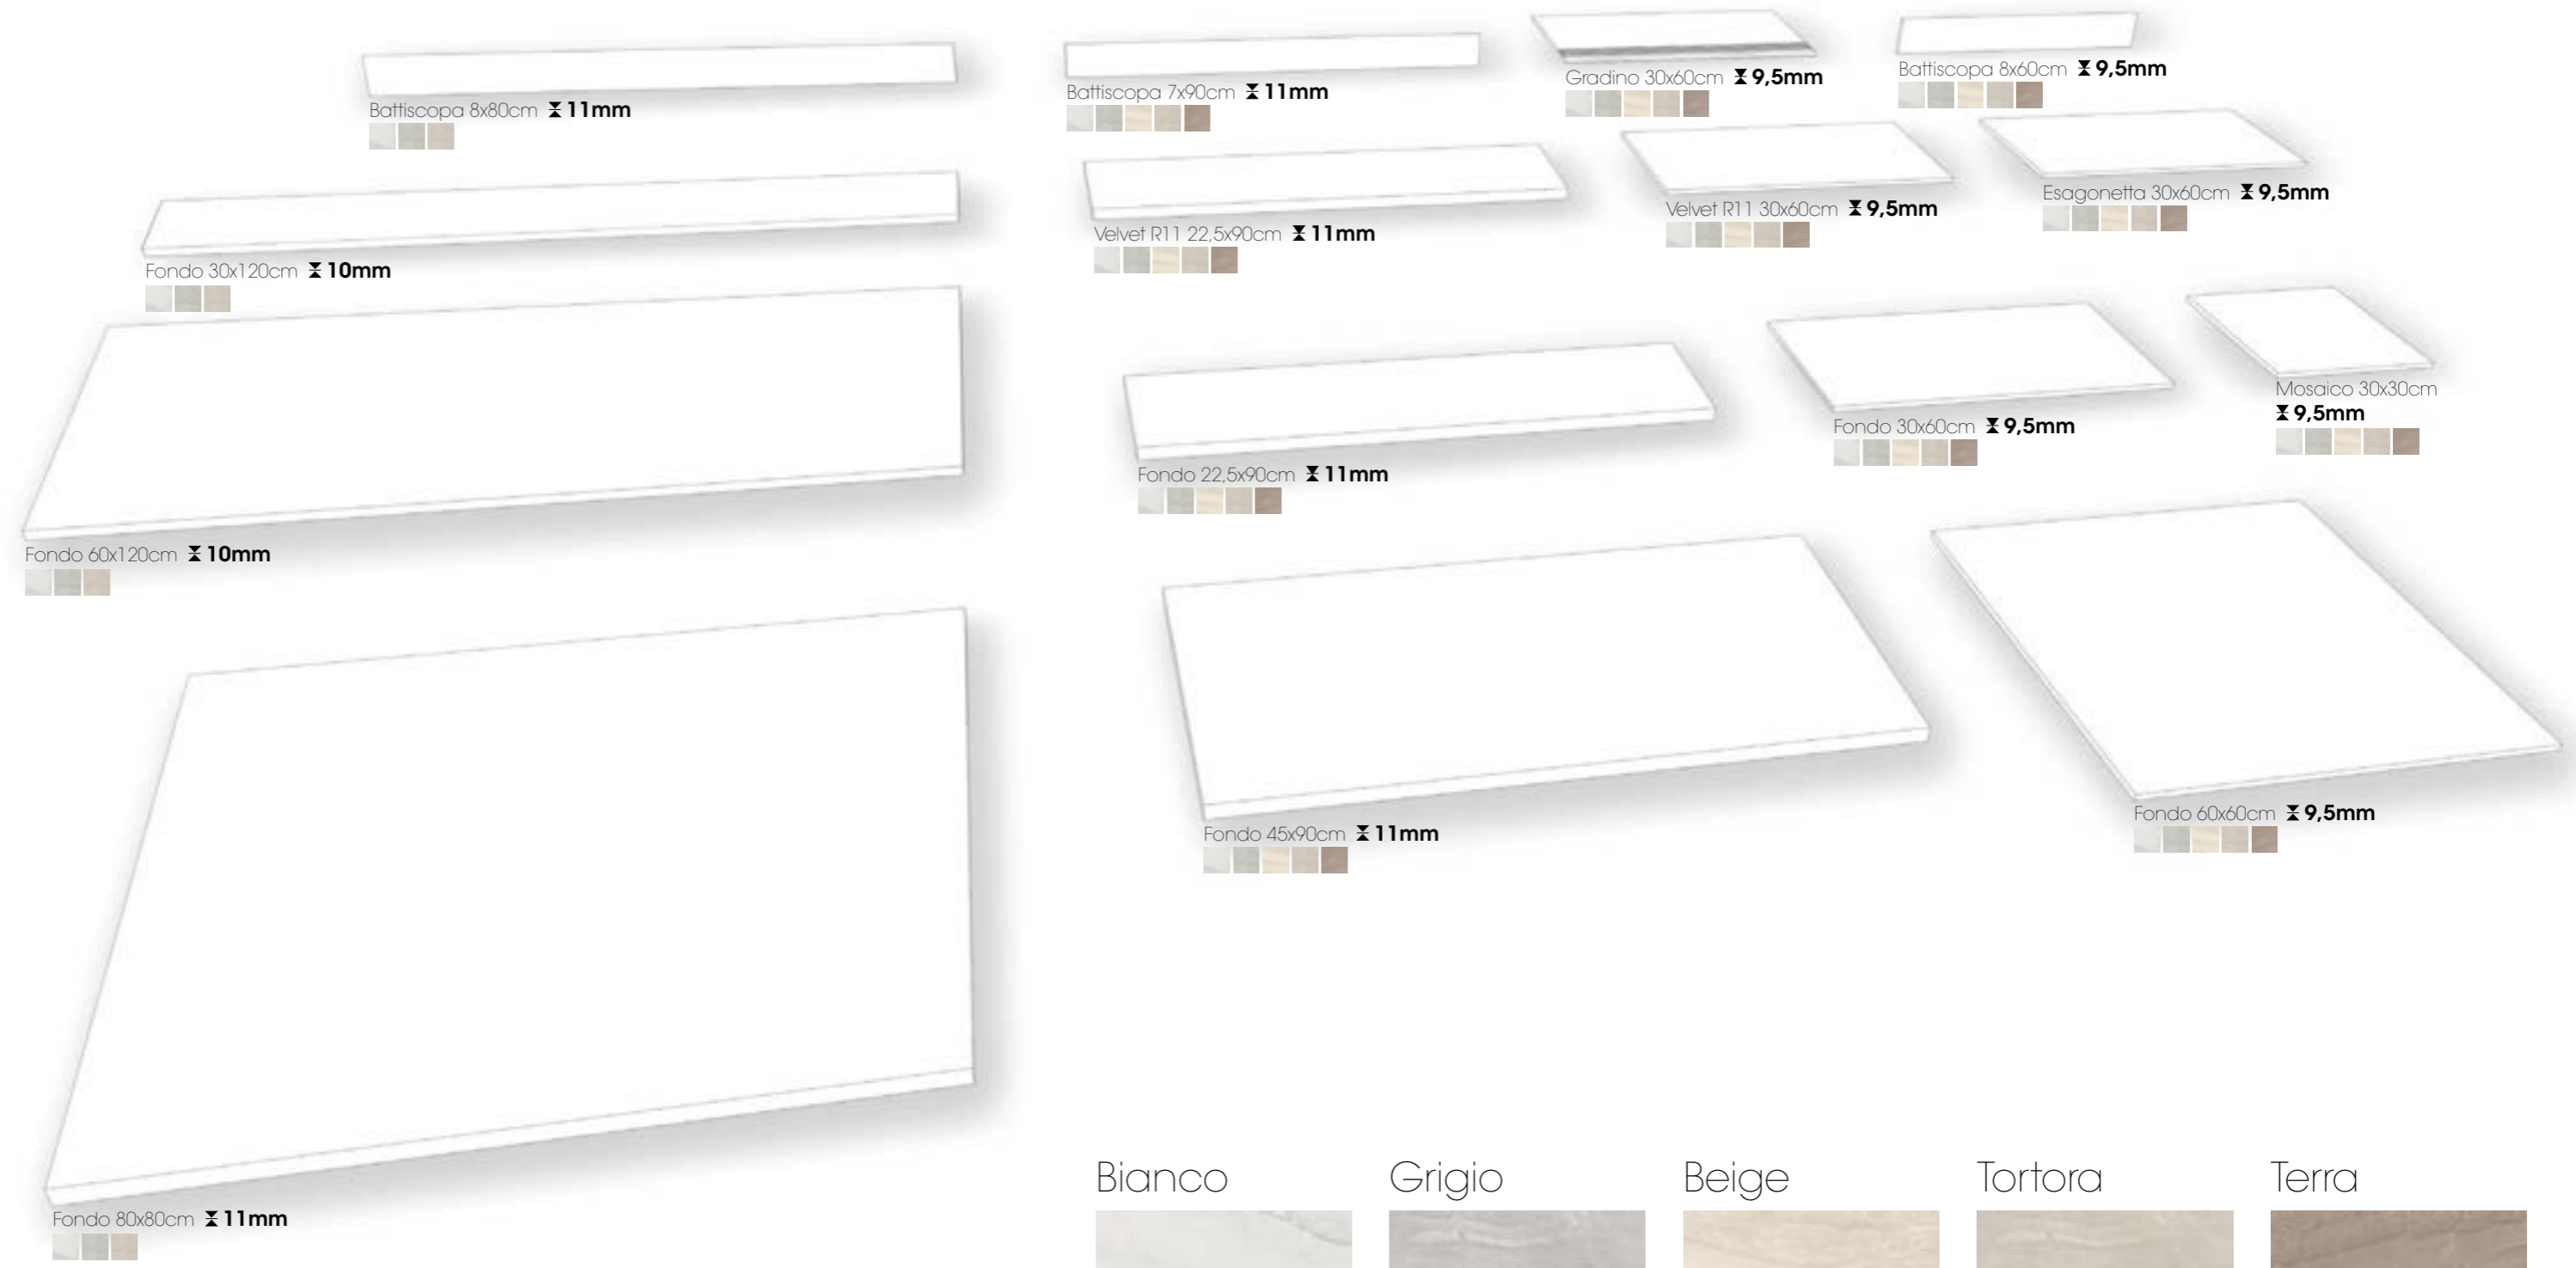 Battiscopa 8x80cm 11mm
Fondo 30x120cm 10mm
Fondo 60x120cm 10mm
Fondo 80x80cm 11mm
Battiscopa 7x90cm 11mm
Gradino 30x60cm 9,5mm
Battiscopa 8x60cm 9,5mm
Velvet R11 22,5x90cm 11mm
Velvet R11 30x60cm 9,5mm
Esagonetta 30x60cm 9,5mm
Fondo 22,5x90cm 11mm
Fondo 30x60cm 9,5mm
Mosaico 30x30cm
9,5mm
Fondo 45x90cm 11mm
Fondo 60x60cm 9,5mm
Bianco
Grigio
Beige
Tortora
Terra